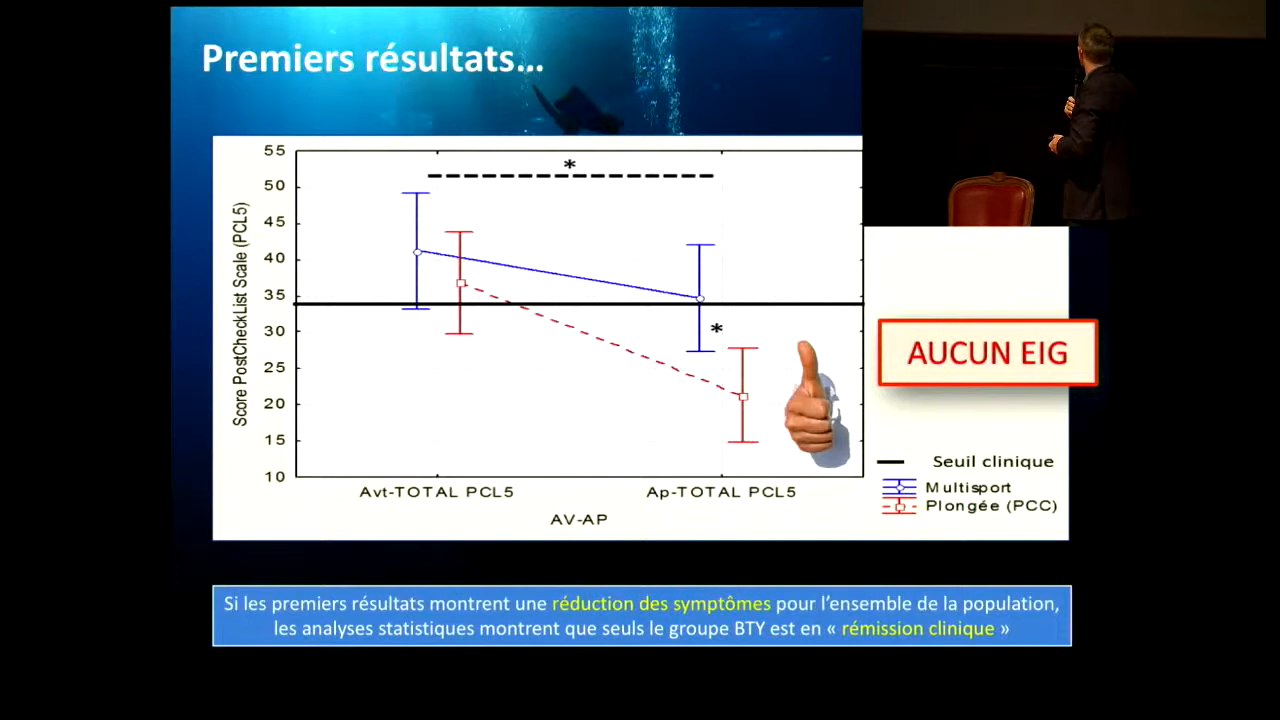 Premiers résultats...
*
55
50
45
40
35
30
25
20
15
10
Score PostCheckList Scale (PCL5)
*
Avt-TOTAL PCL5
Ap-TOTAL PCL5
AV-AP
AUCUN EIG
Seuil clinique
Multisport
Plongée (PCC)
Si les premiers résultats montrent une réduction des symptômes pour l'ensemble de la population,
les analyses statistiques montrent que seuls le groupe BTY est en « rémission clinique »